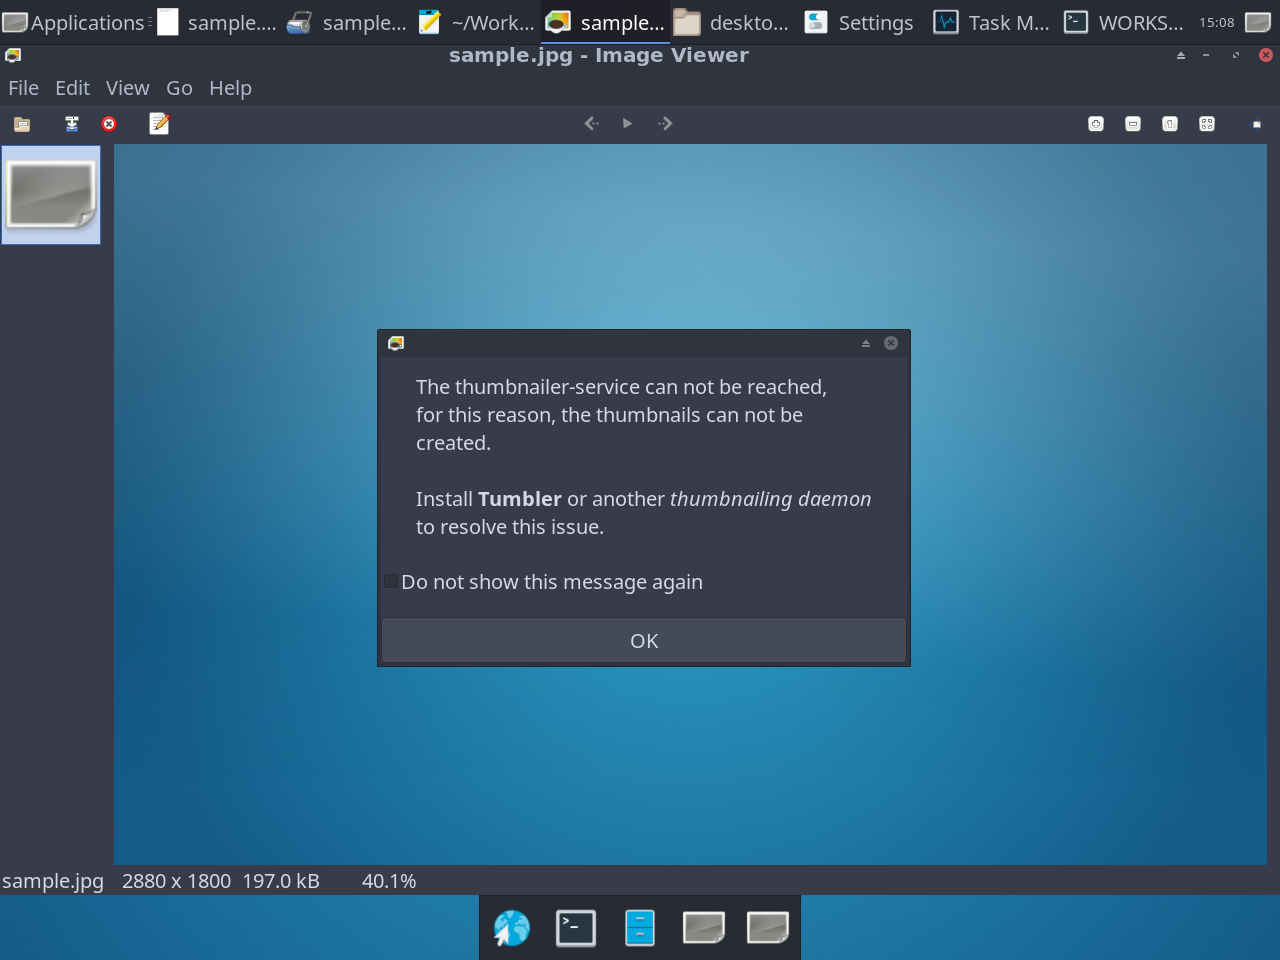 Applications sample.... sample... ~/Work... sample... deskto... Settings Task M... WORKS... 15:08
sample.jpg - Image Viewer
File Edit View Go Help
The thumbnailer-service can not be reached,
for this reason, the thumbnails can not be
created.
Install Tumbler or another thumbnailing daemon
to resolve this issue.
Do not show this message again
OK
sample.jpg 2880 x 1800 197.0 kB 40.1%